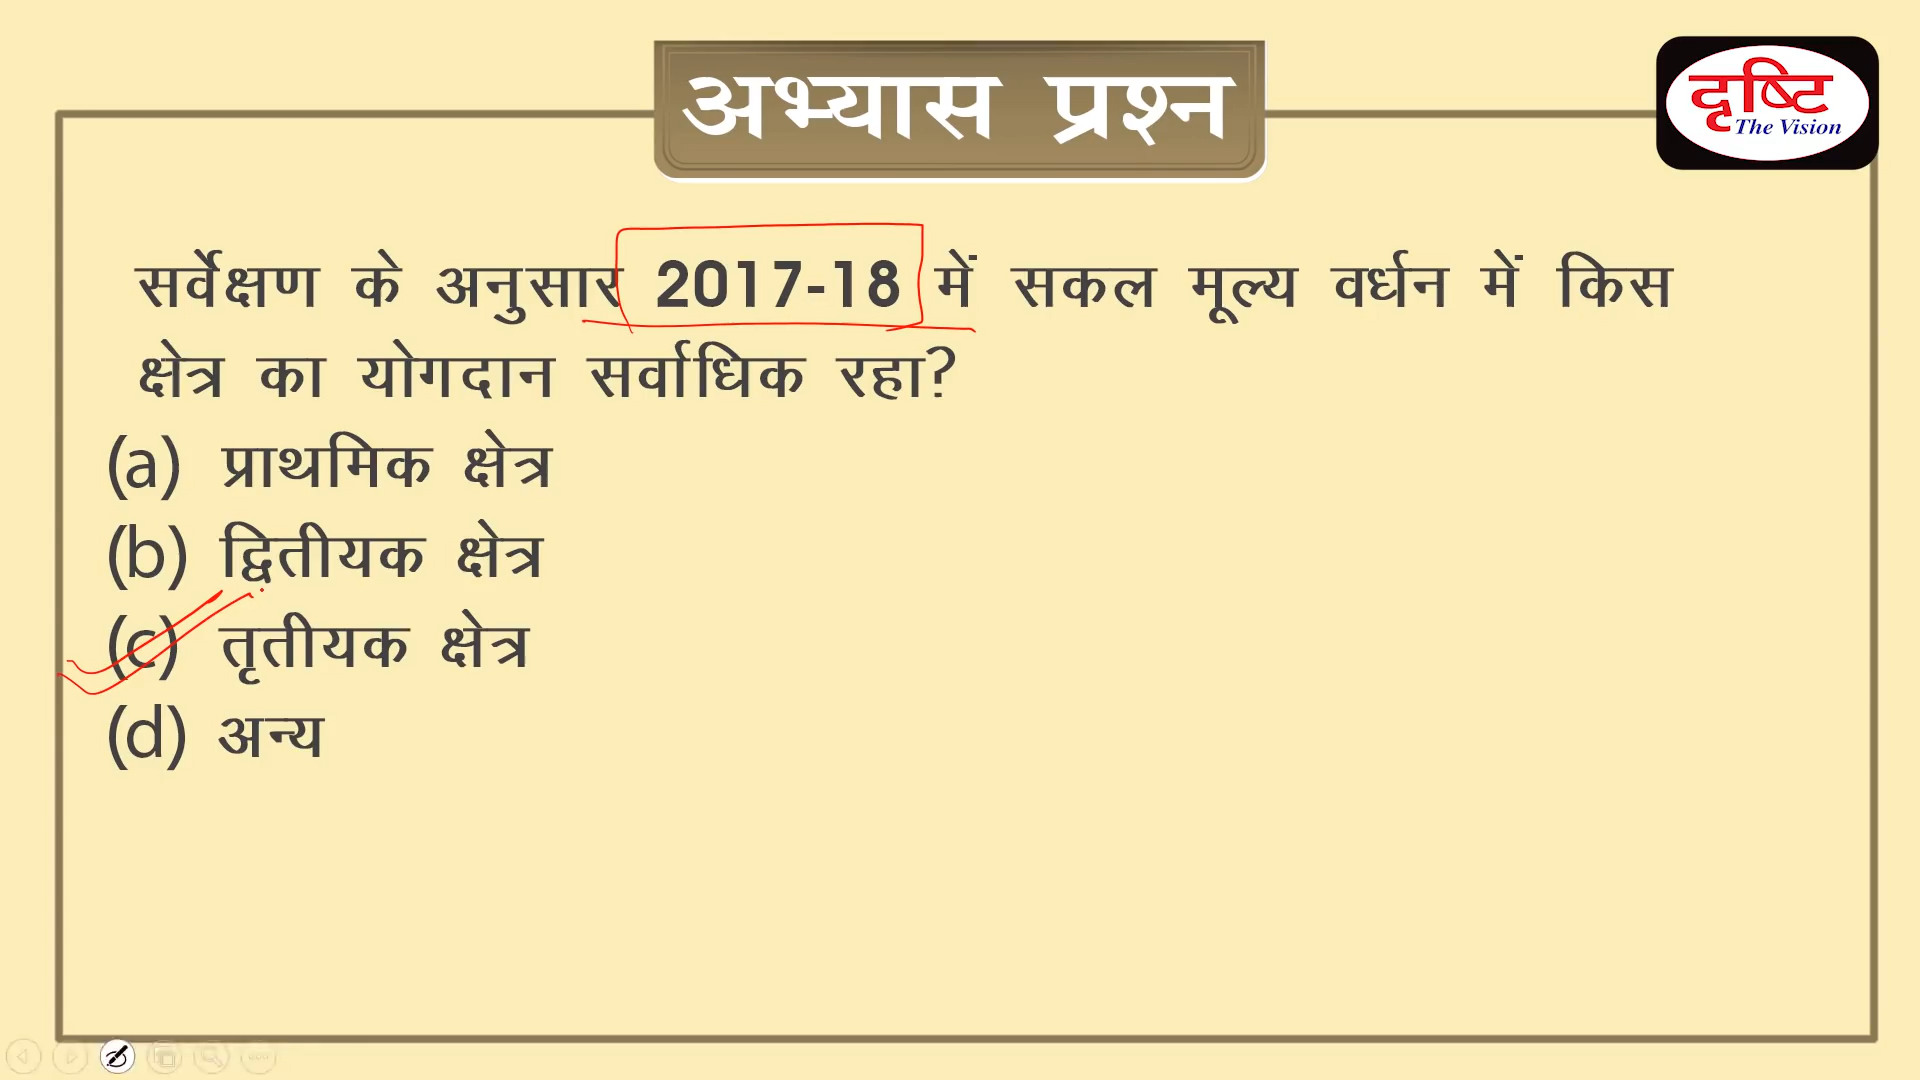 अभ्यास प्रश्न
दृष्टि
The Vision
सर्वेक्षण के अनुसार 2017-18 में सकल मूल्य वर्धन में किस
क्षेत्र का योगदान सर्वाधिक रहा?
(a) प्राथमिक क्षेत्र
(b) द्वितीयक क्षेत्र
(c) तृतीयक क्षेत्र
(d) अन्य